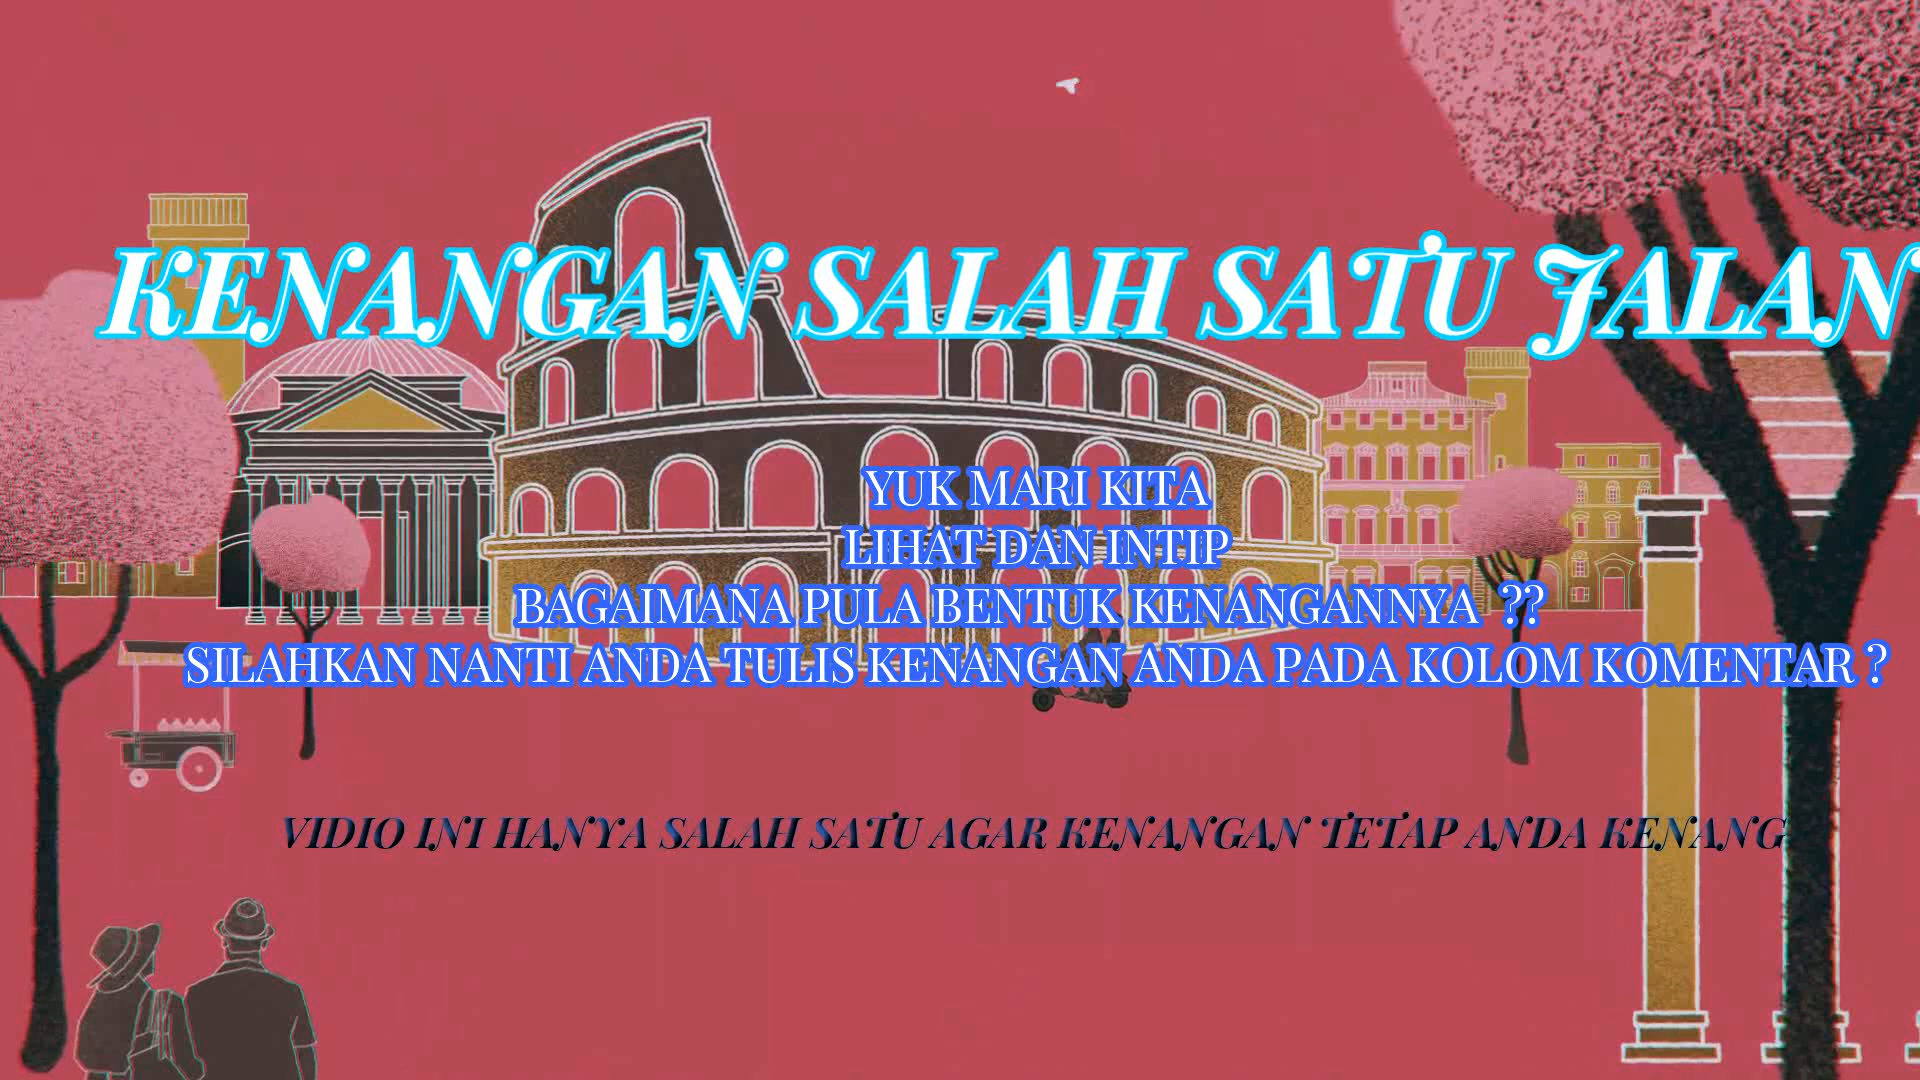 KENANGAN SALAH SATU JALAN
YUK MARI KITA
LIHAT DAN INTIP
BAGAIMANA PULA BENTUK KENANGANNYA ??
SILAHKAN NANTI ANDA TULIS KENANGAN ANDA PADA KOLOM KOMENTAR ?
VIDIO INI HANYA SALAH SATU AGAR KENANGAN TETAP ANDA KENANG